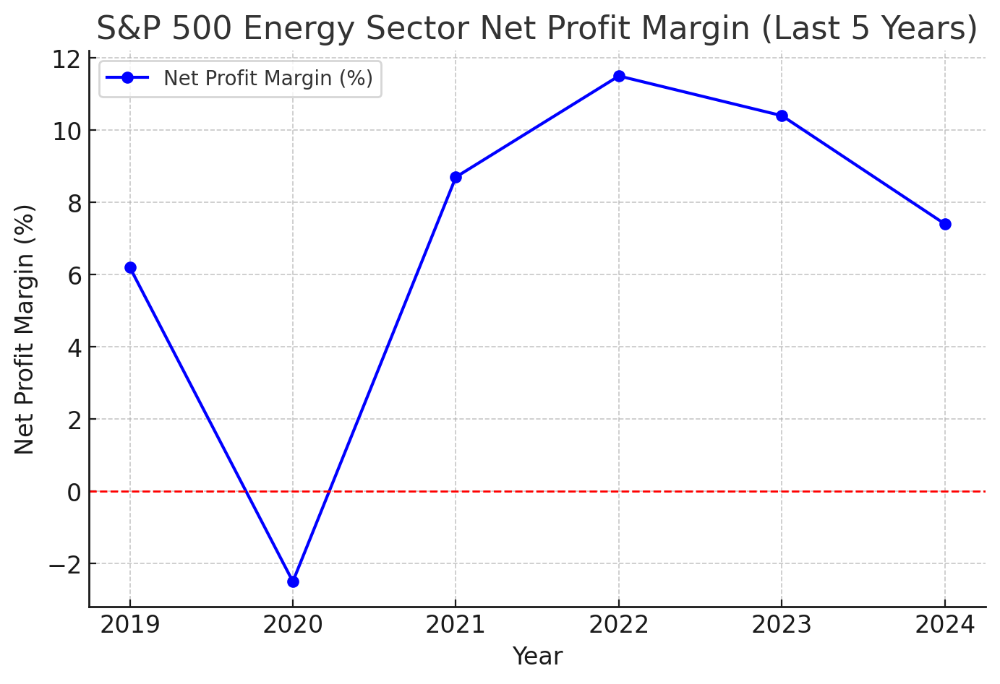 S&P 500 Energy Sector Net Profit Margin (Last 5 Years)
Net Profit Margin (%)
12
10
8
6
4
2
0
−2
Net Profit Margin (%)
2019 2020 2021 2022 2023 2024
Year